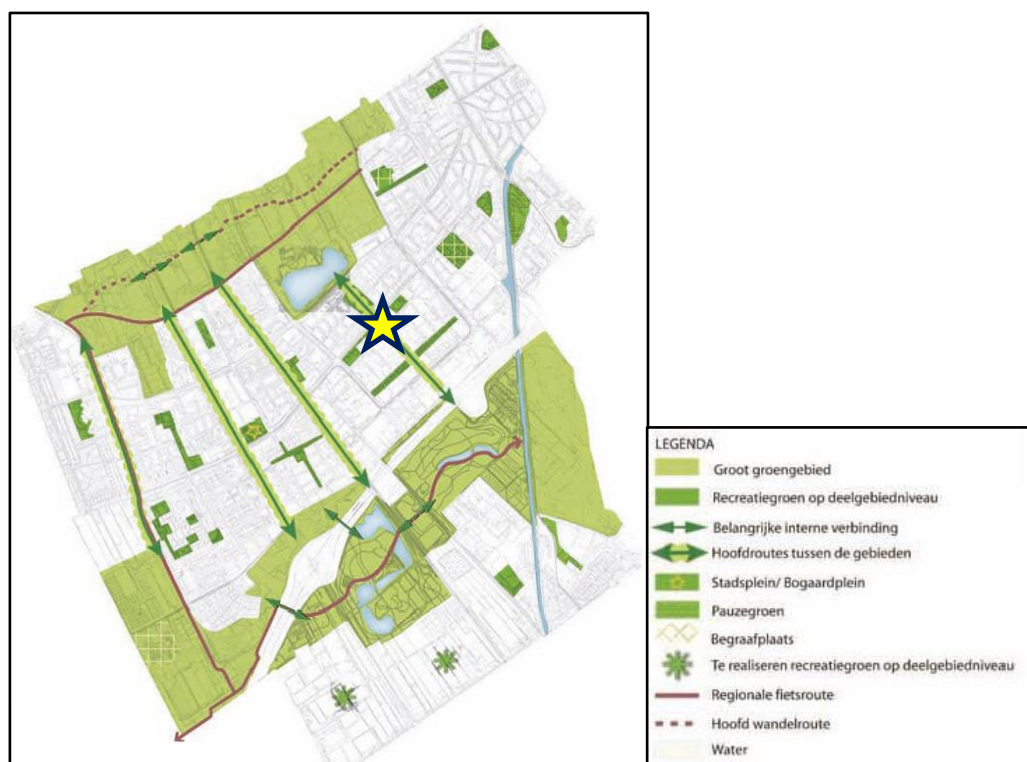 LEGENDA
Groot groengebied
Recreatiegroen op deelgebiedniveau
Belangrijke interne verbinding
Hoofdroutes tussen de gebieden
Stadsplein/ Bogaardplein
Pauzegroen
Begraafplaats
Te realiseren recreatiegroen op deelgebiedniveau
Regionale fietsroute
Hoofd wandelroute
Water